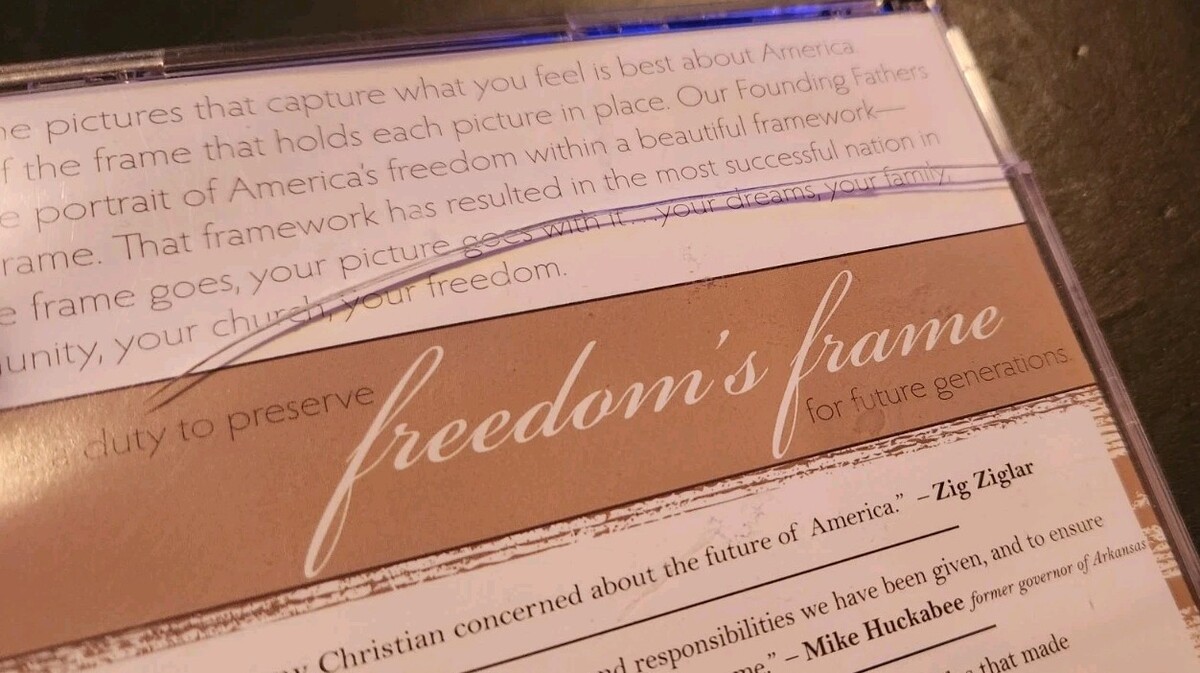 pictures that capture what you feel is best about America
the frame that holds each picture in place. Our Founding Fathers
portrait of America's freedom within a beautiful framework—
That framework has resulted in the most successful nation in
frame goes, your picture goes with it... your dreams, your family,
your church, your freedom.
duty to preserve freedom's frame for future generations.
Christian concerned about the future of America." – Zig Ziglar
responsibilities we have been given, and to ensure
– Mike Huckabee former governor of Arkansas
that made